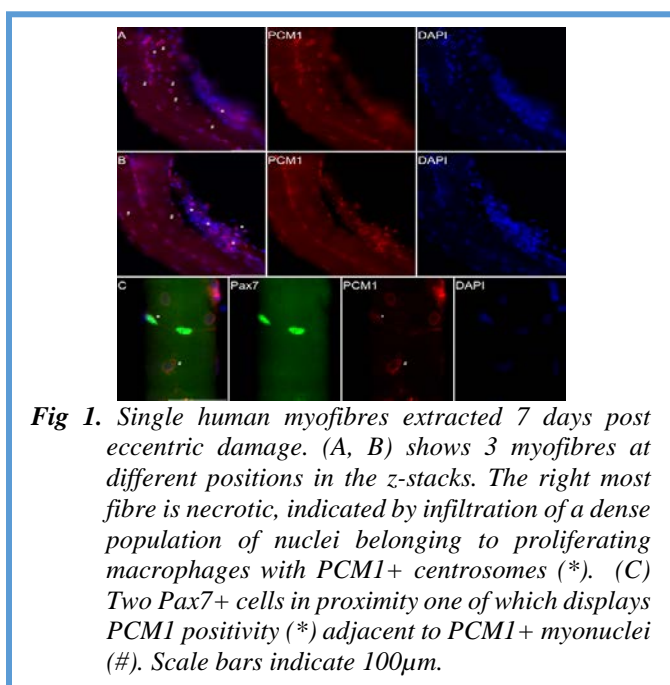 A PCM1 DAPI
B PCM1 DAPI
C Pax7 PCM1 DAPI
Fig 1. Single human myofibres extracted 7 days post
eccentric damage. (A, B) shows 3 myofibres at
different positions in the z-stacks. The right most
fibre is necrotic, indicated by infiltration of a dense
population of nuclei belonging to proliferating
macrophages with PCM1+ centrosomes (*). (C)
Two Pax7+ cells in proximity one of which displays
PCM1 positivity (*) adjacent to PCM1+ myonuclei
(#). Scale bars indicate 100µm.